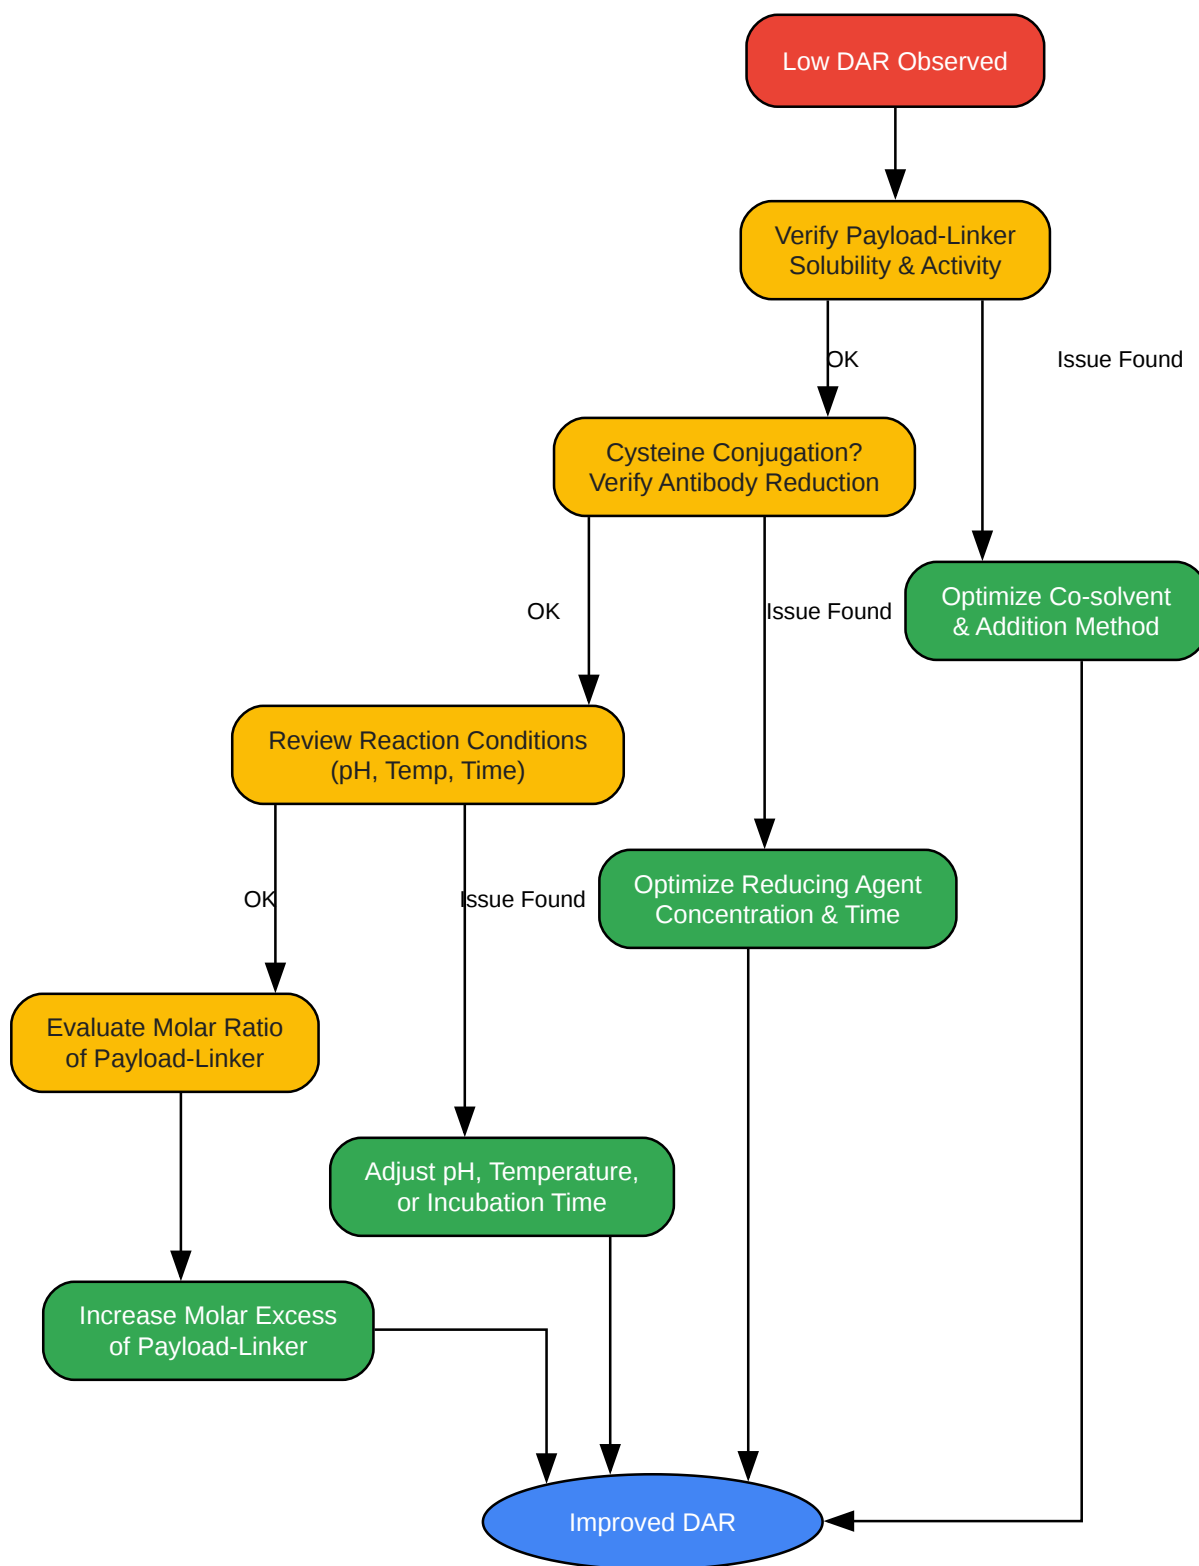 Low DAR Observed
Verify Payload-Linker
Solubility & Activity
OK
Issue Found
Cysteine Conjugation?
Verify Antibody Reduction
Optimize Co-solvent
& Addition Method
OK
Issue Found
Review Reaction Conditions
(pH, Temp, Time)
Optimize Reducing Agent
Concentration & Time
OK
Issue Found
Evaluate Molar Ratio
of Payload-Linker
Adjust pH, Temperature,
or Incubation Time
Increase Molar Excess
of Payload-Linker
Improved DAR